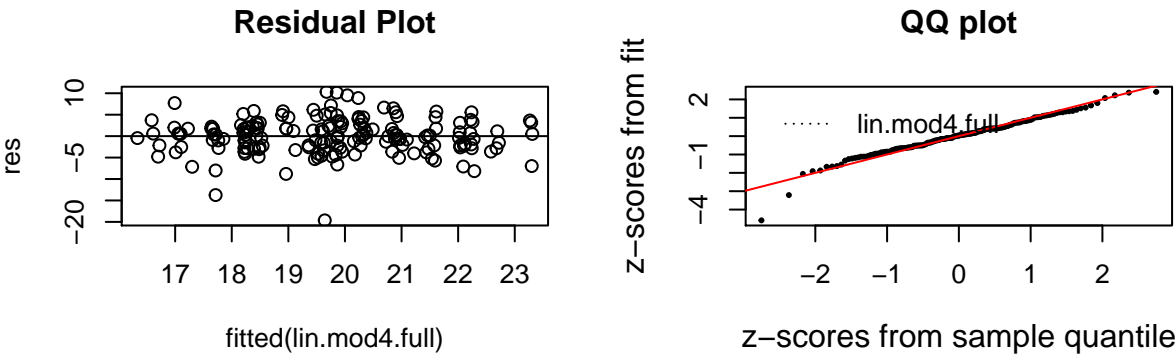 Residual Plot
res
10
−5
−20
17 18 19 20 21 22 23
fitted(lin.mod4.full)
QQ plot
z−scores from fit
2
−1
−4
lin.mod4.full
−2 −1 0 1 2
z−scores from sample quantile